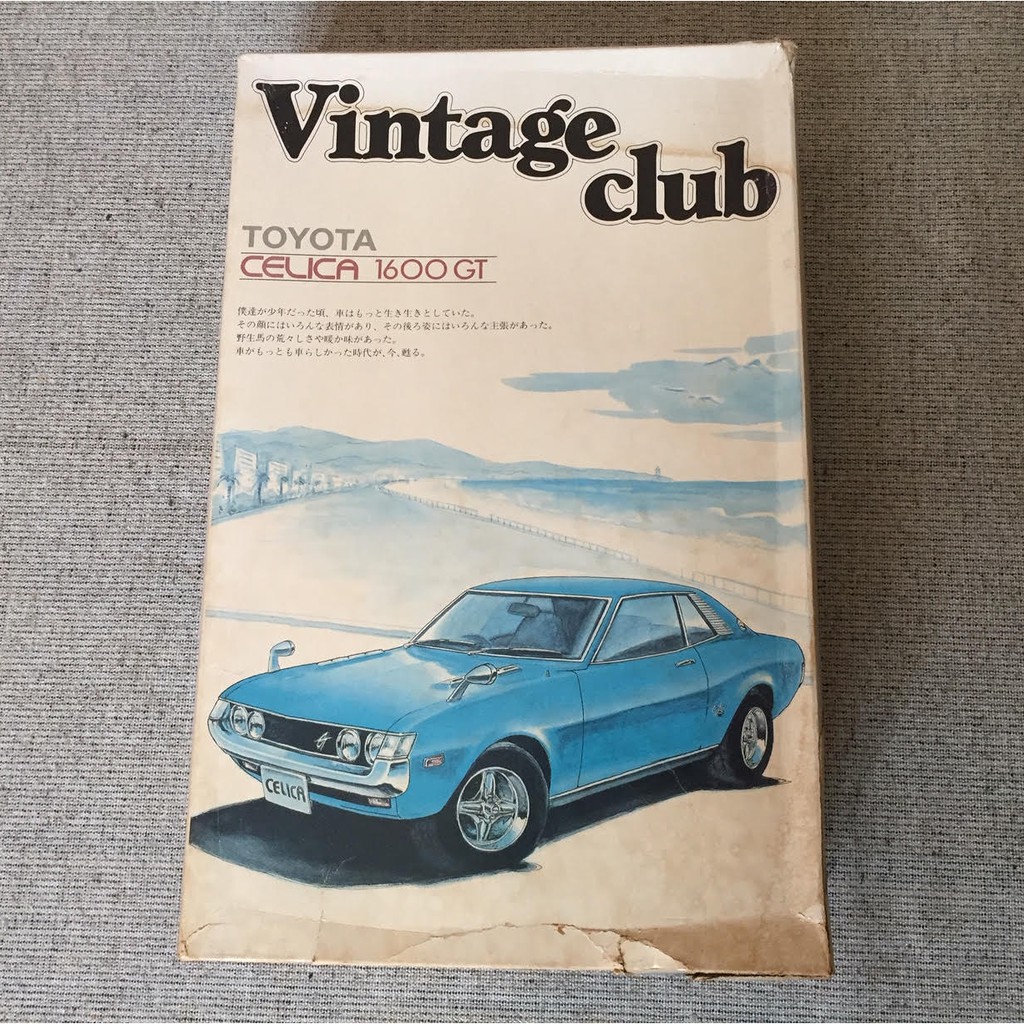 Vintage
club
TOYOTA
CELICA 1600 GT
僕達が少年だった頃、車はもっと生き生きとしていた。
その顔にはいろんな表情があり、その後ろ姿にはいろんな主張があった。
野生馬の荒々しさや暖か味があった。
車がもっとも車らしかった時代が、今、甦る。
CELICA